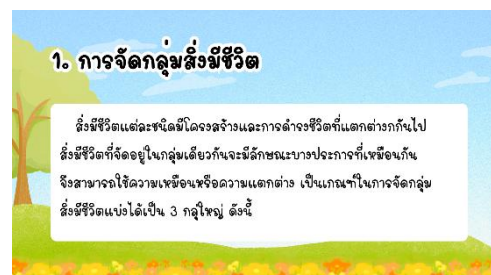 1. การจัดกลุ่มสิ่งมีชีวิต
สิ่งมีชีวิตแต่ละชนิดมีโครงสร้างและการดำรงชีวิตที่แตกต่างกกันไป
สิ่งมีชีวิตที่จัดอยู่ในกลุ่มเดียวกันจะมีลักษณะบางประการที่เหมือนกัน
จึงสามารถใช้ความเหมือนหรือความแตกต่าง เป็นเกณฑ์ในการจัดกลุ่ม
สิ่งมีชีวิตแบ่งได้เป็น 3 กลุ่ใหญ่ ดังนี้